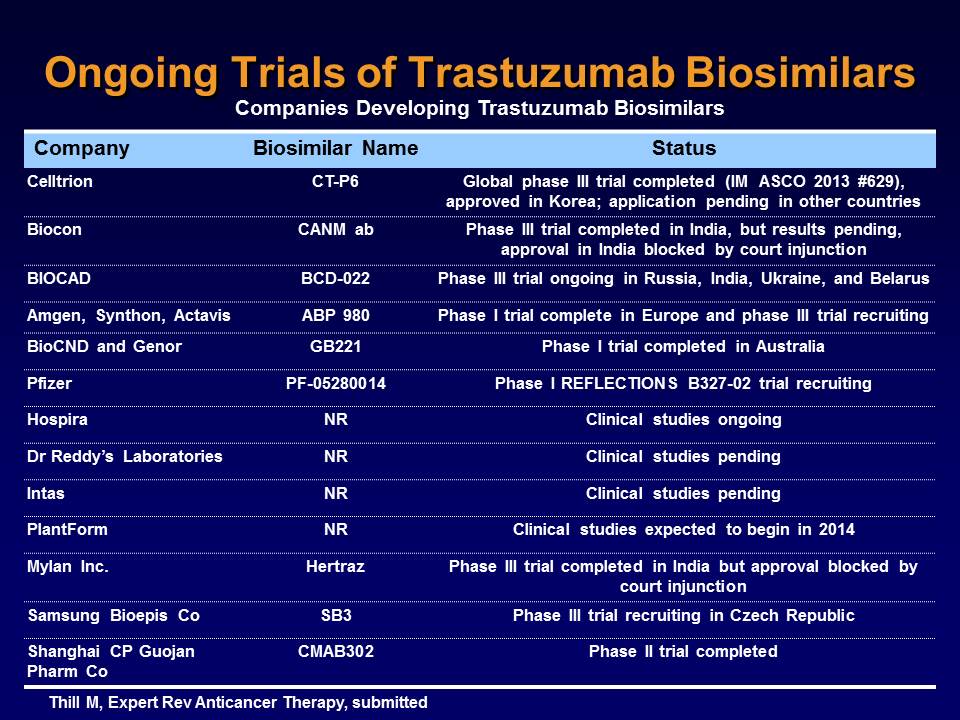 Ongoing Trials of Trastuzumab Biosimilars
Companies Developing Trastuzumab Biosimilars
Company Biosimilar Name Status
Celltrion CT-P6 Global phase III trial completed (IM ASCO 2013 #629),
approved in Korea; application pending in other countries
Biocon CANM ab Phase III trial completed in India, but results pending,
approval in India blocked by court injunction
BIOCAD BCD-022 Phase III trial ongoing in Russia, India, Ukraine, and Belarus
Amgen, Synthon, Actavis ABP 980 Phase I trial complete in Europe and phase III trial recruiting
BioCND and Genor GB221 Phase I trial completed in Australia
Pfizer PF-05280014 Phase I REFLECTIONS B327-02 trial recruiting
Hospira NR Clinical studies ongoing
Dr Reddy’s Laboratories NR Clinical studies pending
Intas NR Clinical studies pending
PlantForm NR Clinical studies expected to begin in 2014
Mylan Inc. Hertraz Phase III trial completed in India but approval blocked by
court injunction
Samsung Bioepis Co SB3 Phase III trial recruiting in Czech Republic
Shanghai CP Guojan CMAB302 Phase II trial completed
Pharm Co
Thill M, Expert Rev Anticancer Therapy, submitted